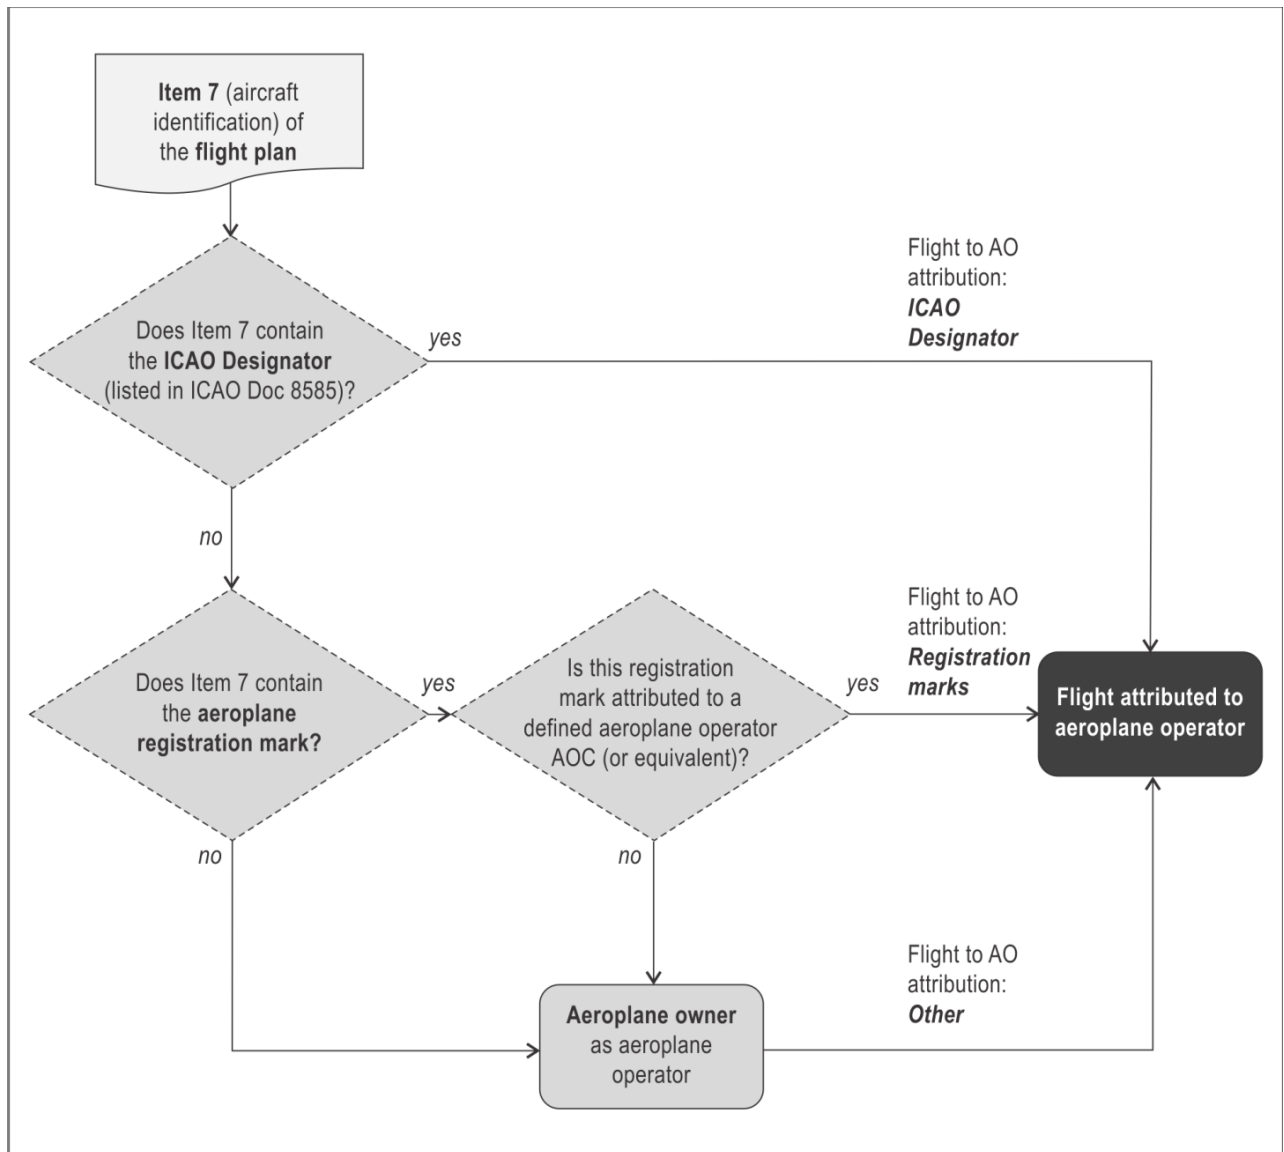 Item 7 (aircraft
identification) of
the flight plan
Does Item 7 contain
the ICAO Designator
(listed in ICAO Doc 8585)?
yes
Flight to AO
attribution:
ICAO
Designator
no
Does Item 7 contain
the aeroplane
registration mark?
yes
Is this registration
mark attributed to a
defined aeroplane operator
AOC (or equivalent)?
yes
Flight to AO
attribution:
Registration
marks
Flight attributed to
aeroplane operator
no
no
Aeroplane owner
as aeroplane
operator
Flight to AO
attribution:
Other